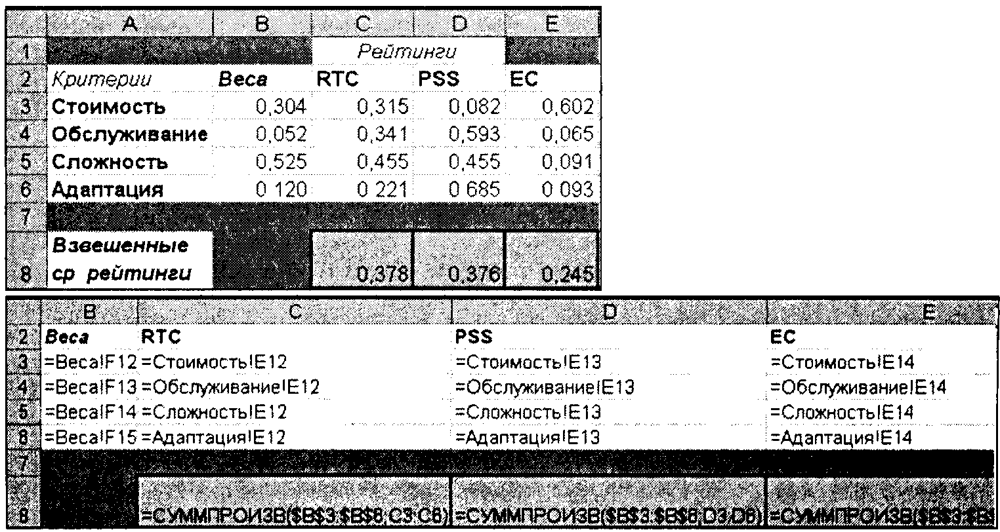 A B C D E
1 Рейтинги
2 Критерии Веса RTC PSS EC
3 Стоимость 0,304 0,315 0,082 0,602
4 Обслуживание 0,052 0,341 0,593 0,065
5 Сложность 0,525 0,455 0,455 0,091
6 Адаптация 0 120 0 221 0 685 0 093
7
Взвешенные
8 ср рейтинги 0,378 0,376 0,245
B C D E
2 Веса RTC PSS EC
3 =Веса!F12 =Стоимость!E12 =Стоимость!E13 =Стоимость!E14
4 =Веса!F13 =Обслуживание!E12 =Обслуживание!E13 =Обслуживание!E14
5 =Веса!F14 =Сложность!E12 =Сложность!E13 =Сложность!E14
6 =Веса!F15 =Адаптация!E12 =Адаптация!E13 =Адаптация!E14
7
8 =СУММПРОИЗВ($B$3:$B$6;C3:C6) =СУММПРОИЗВ($B$3:$B$6;D3:D6) =СУММПРОИЗВ($B$3:$B$